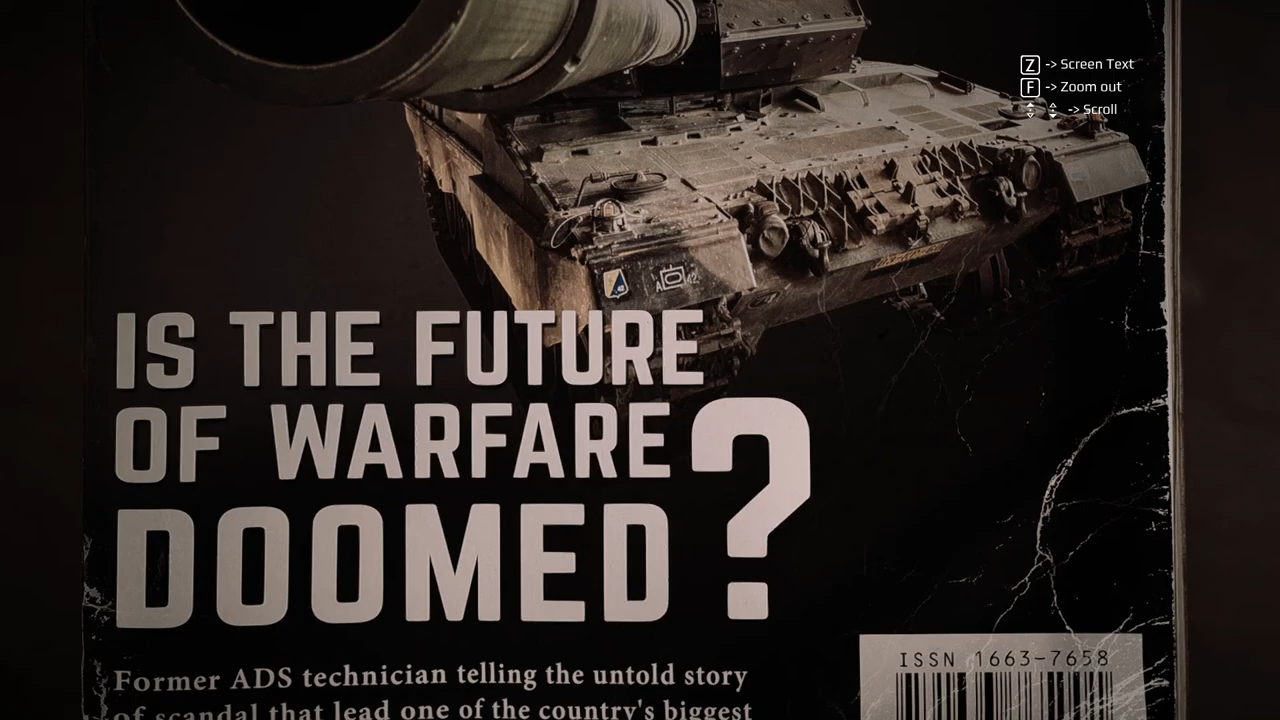 Z -> Screen Text
F -> Zoom out
-> Scroll
IS THE FUTURE
OF WARFARE
DOOMED?
Former ADS technician telling the untold story
of scandal that lead one of the country's biggest
ISSN 1663-7658